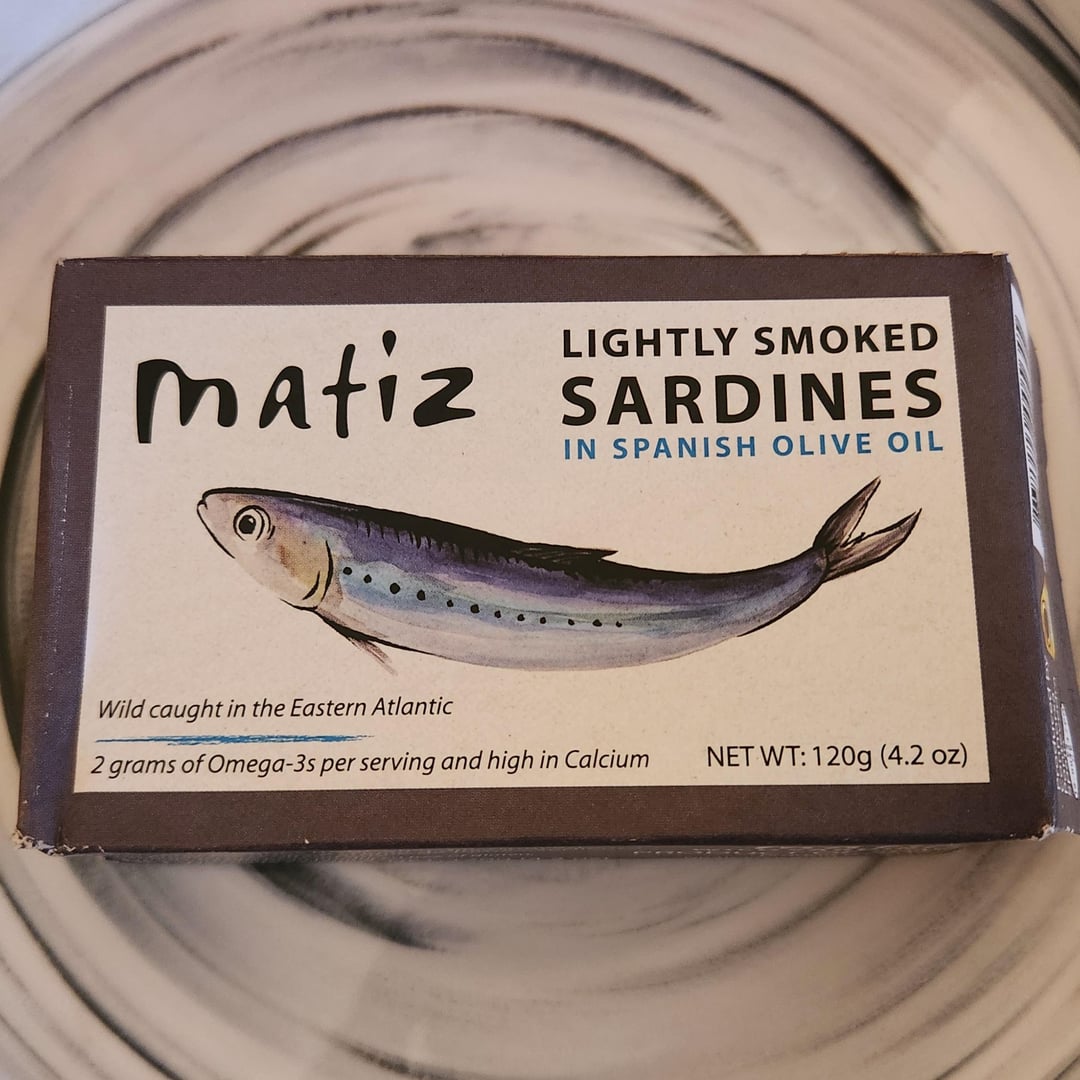 matiz
LIGHTLY SMOKED
SARDINES
IN SPANISH OLIVE OIL
Wild caught in the Eastern Atlantic
2 grams of Omega-3s per serving and high in Calcium
NET WT: 120g (4.2 oz)